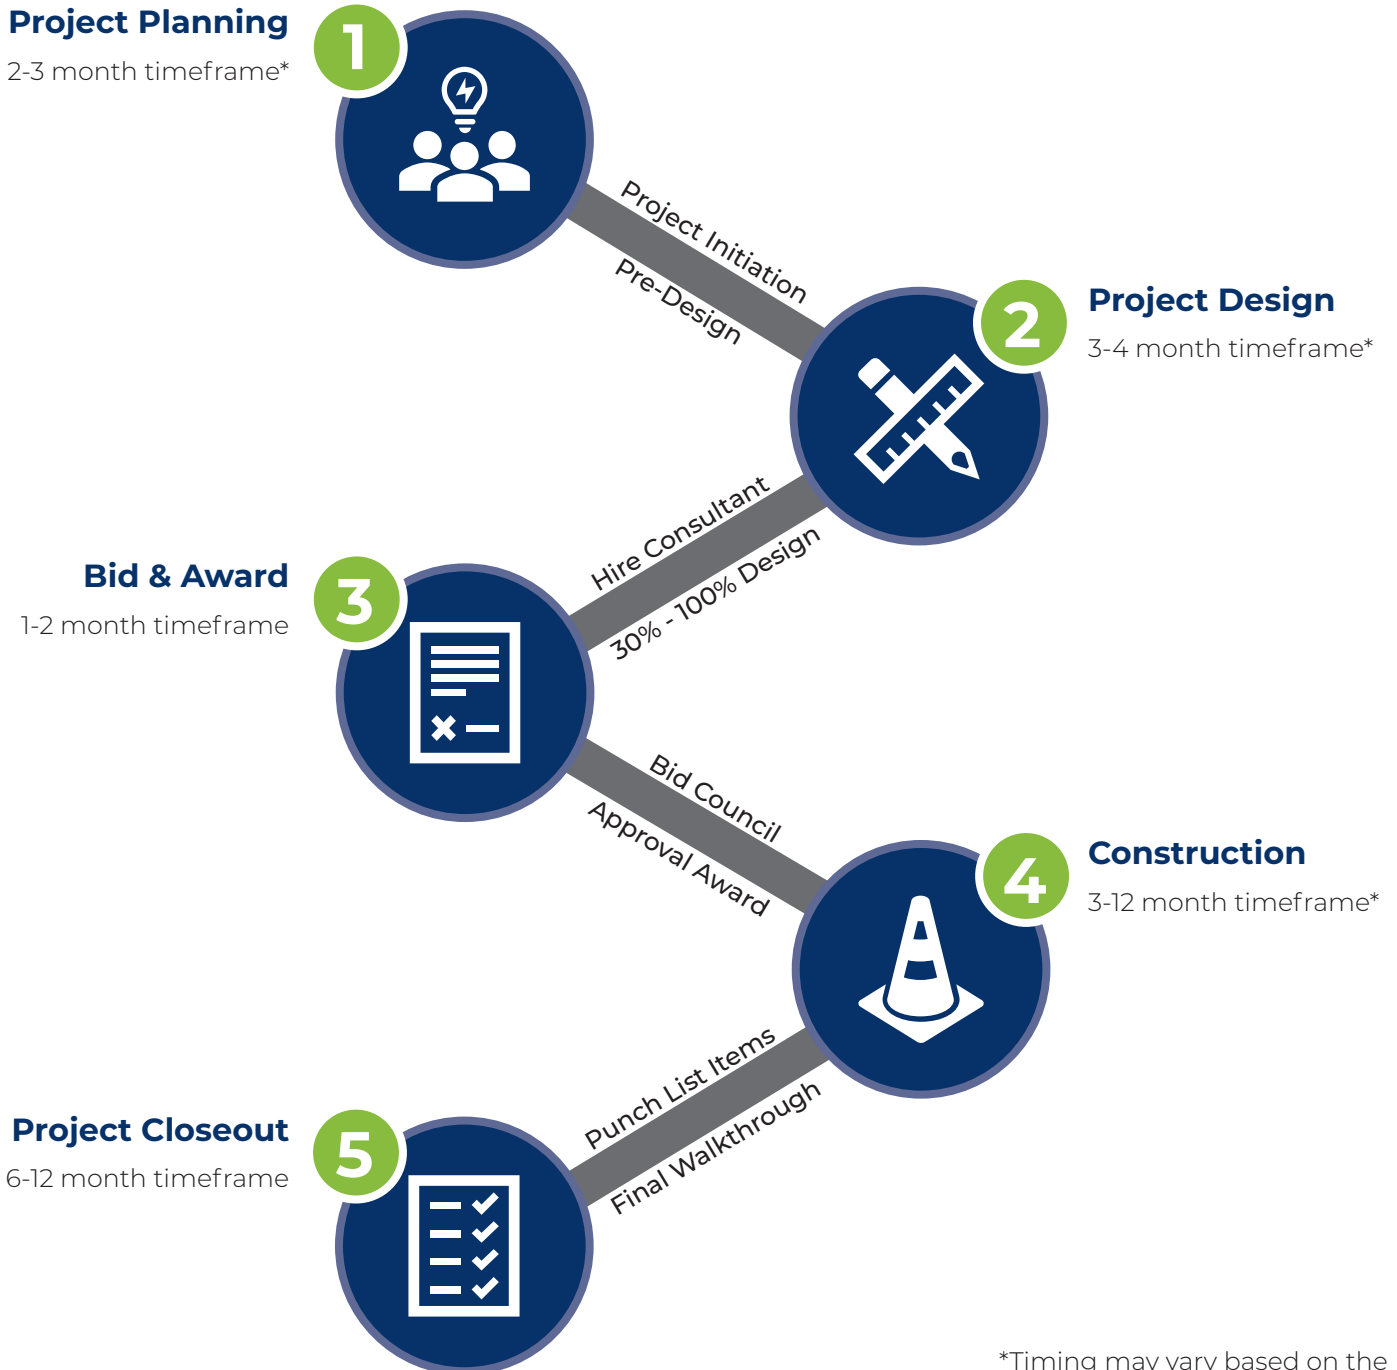 Project Planning
2-3 month timeframe*
1
Project Initiation
Pre-Design
2
Project Design
3-4 month timeframe*
Hire Consultant
30% - 100% Design
Bid & Award
1-2 month timeframe
3
Bid Council
Approval Award
4
Construction
3-12 month timeframe*
Punch List Items
Final Walkthrough
Project Closeout
6-12 month timeframe
5
*Timing may vary based on the